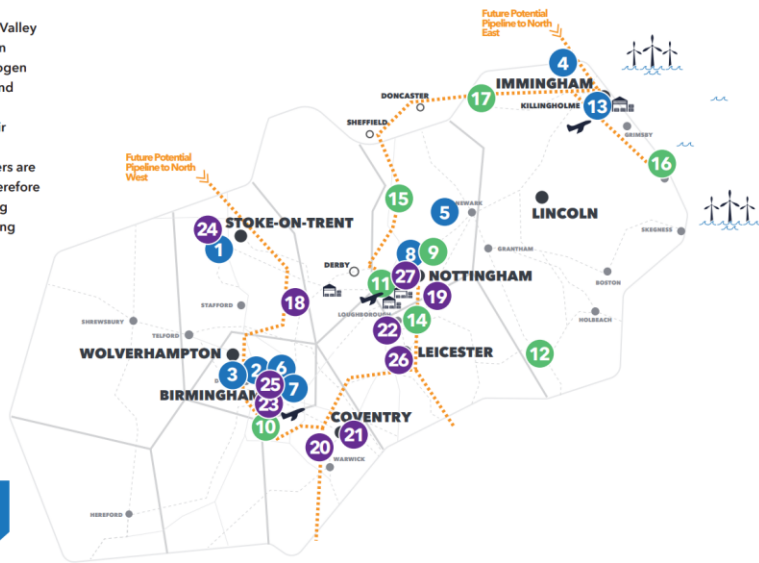 Valley
n
ogen
nd
ir
ers are
erefore
g
ing
Future Potential
Pipeline to North
East
4
IMMINGHAM
DONCASTER
17
KILLINGHOLME
13
SHEFFIELD
GRIMSBY
Future Potential
Pipeline to North
West
16
15
5
NEWARK
LINCOLN
24
STOKE-ON-TRENT
1
SKEGNESS
8
9
GRANTHAM
DERBY
27
NOTTINGHAM
11
BOSTON
18
19
STAFFORD
LOUGHBOROUGH
HOLBEACH
SHREWSBURY
14
22
TELFORD
WOLVERHAMPTON
LEICESTER
12
26
3
2
6
25
7
BIRMINGHAM
23
10
COVENTRY
21
20
WARWICK
HEREFORD